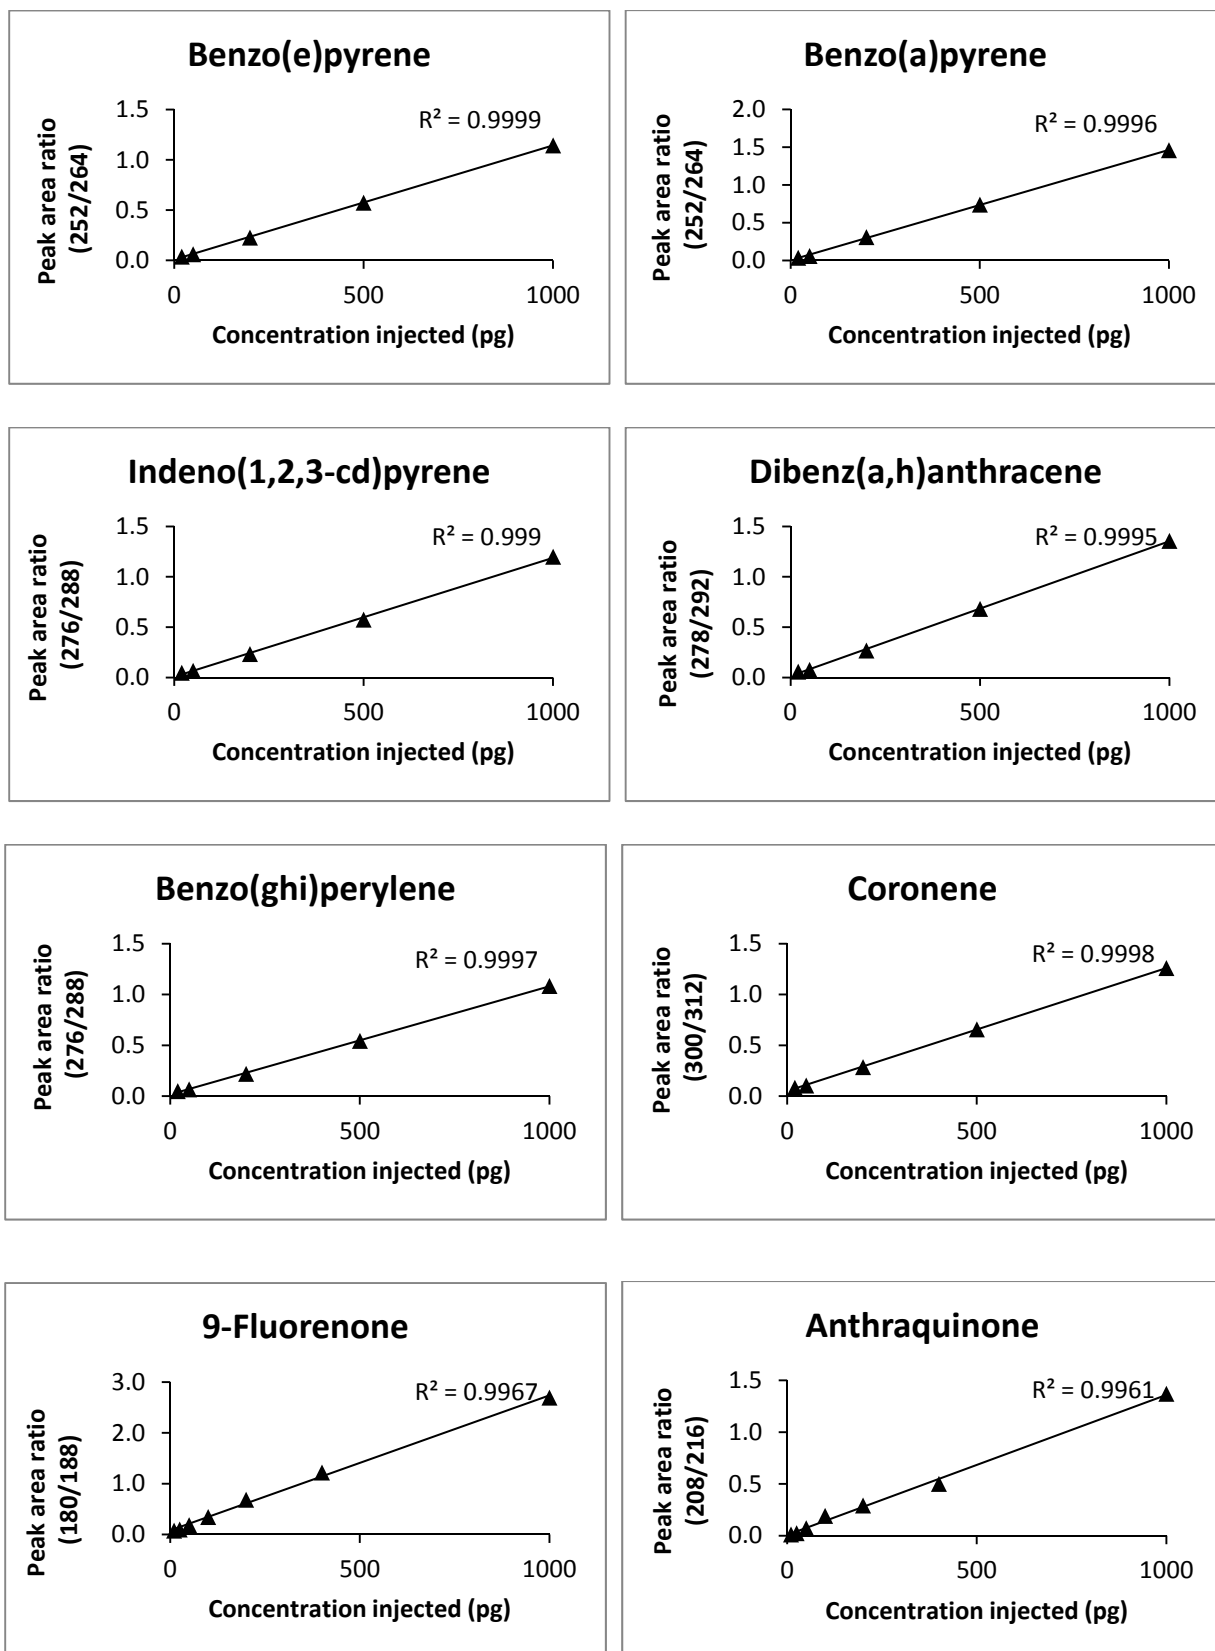 Benzo(e)pyrene
R² = 0.9999
1.5
1.0
0.5
0.0
0
500
1000
Peak area ratio
(252/264)
Concentration injected (pg)
Benzo(a)pyrene
R² = 0.9996
2.0
1.5
1.0
0.5
0.0
0
500
1000
Peak area ratio
(252/264)
Concentration injected (pg)
Indeno(1,2,3-cd)pyrene
R² = 0.999
1.5
1.0
0.5
0.0
0
500
1000
Peak area ratio
(276/288)
Concentration injected (pg)
Dibenz(a,h)anthracene
R² = 0.9995
1.5
1.0
0.5
0.0
0
500
1000
Peak area ratio
(278/292)
Concentration injected (pg)
Benzo(ghi)perylene
R² = 0.9997
1.5
1.0
0.5
0.0
0
500
1000
Peak area ratio
(276/288)
Concentration injected (pg)
Coronene
R² = 0.9998
1.5
1.0
0.5
0.0
0
500
1000
Peak area ratio
(300/312)
Concentration injected (pg)
9-Fluorenone
R² = 0.9967
3.0
2.0
1.0
0.0
0
500
1000
Peak area ratio
(180/188)
Concentration injected (pg)
Anthraquinone
R² = 0.9961
1.5
1.0
0.5
0.0
0
500
1000
Peak area ratio
(208/216)
Concentration injected (pg)